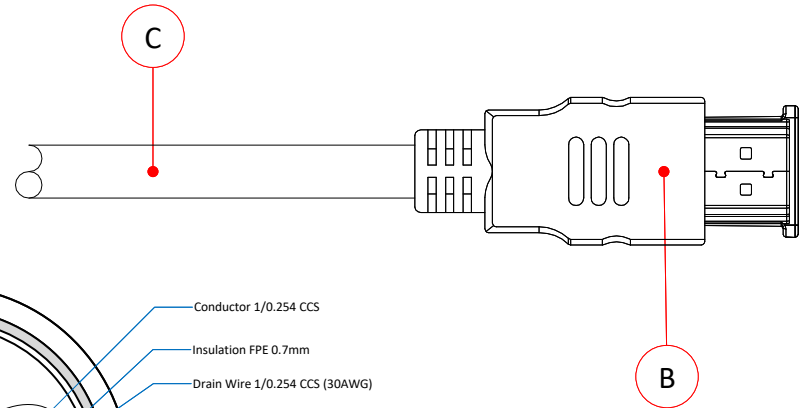 C
Conductor 1/0.254 CCS
Insulation FPE 0.7mm
Drain Wire 1/0.254 CCS (30AWG)
B